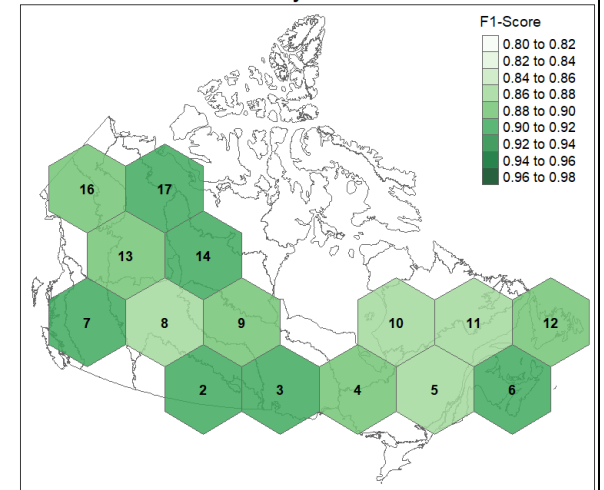 F1-Score
0.80 to 0.82
0.82 to 0.84
0.84 to 0.86
0.86 to 0.88
0.88 to 0.90
0.90 to 0.92
0.92 to 0.94
0.94 to 0.96
0.96 to 0.98
16
17
13
14
7
8
9
10
11
12
2
3
4
5
6